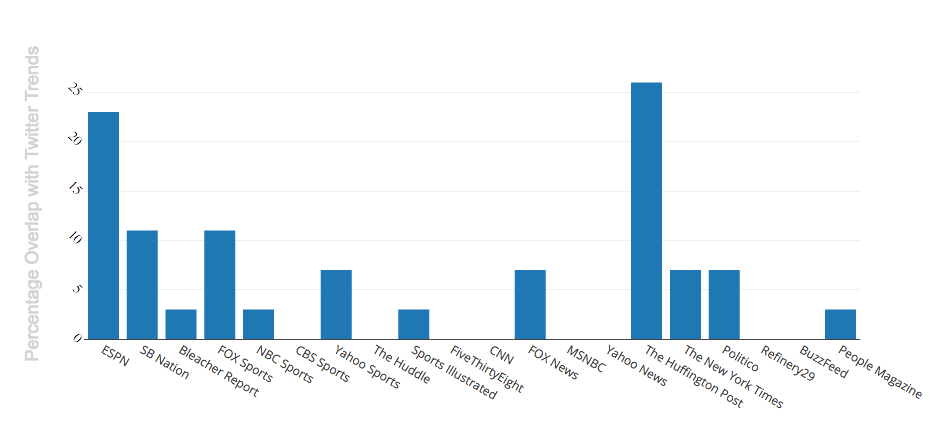 Percentage Overlap with Twitter Trends
25
20
15
10
5
0
ESPN
SB Nation
Bleacher Report
FOX Sports
NBC Sports
CBS Sports
Yahoo Sports
The Huddle
Sports Illustrated
FiveThirtyEight
CNN
FOX News
MSNBC
Yahoo News
The Huffington Post
The New York Times
Politico
Refinery29
BuzzFeed
People Magazine